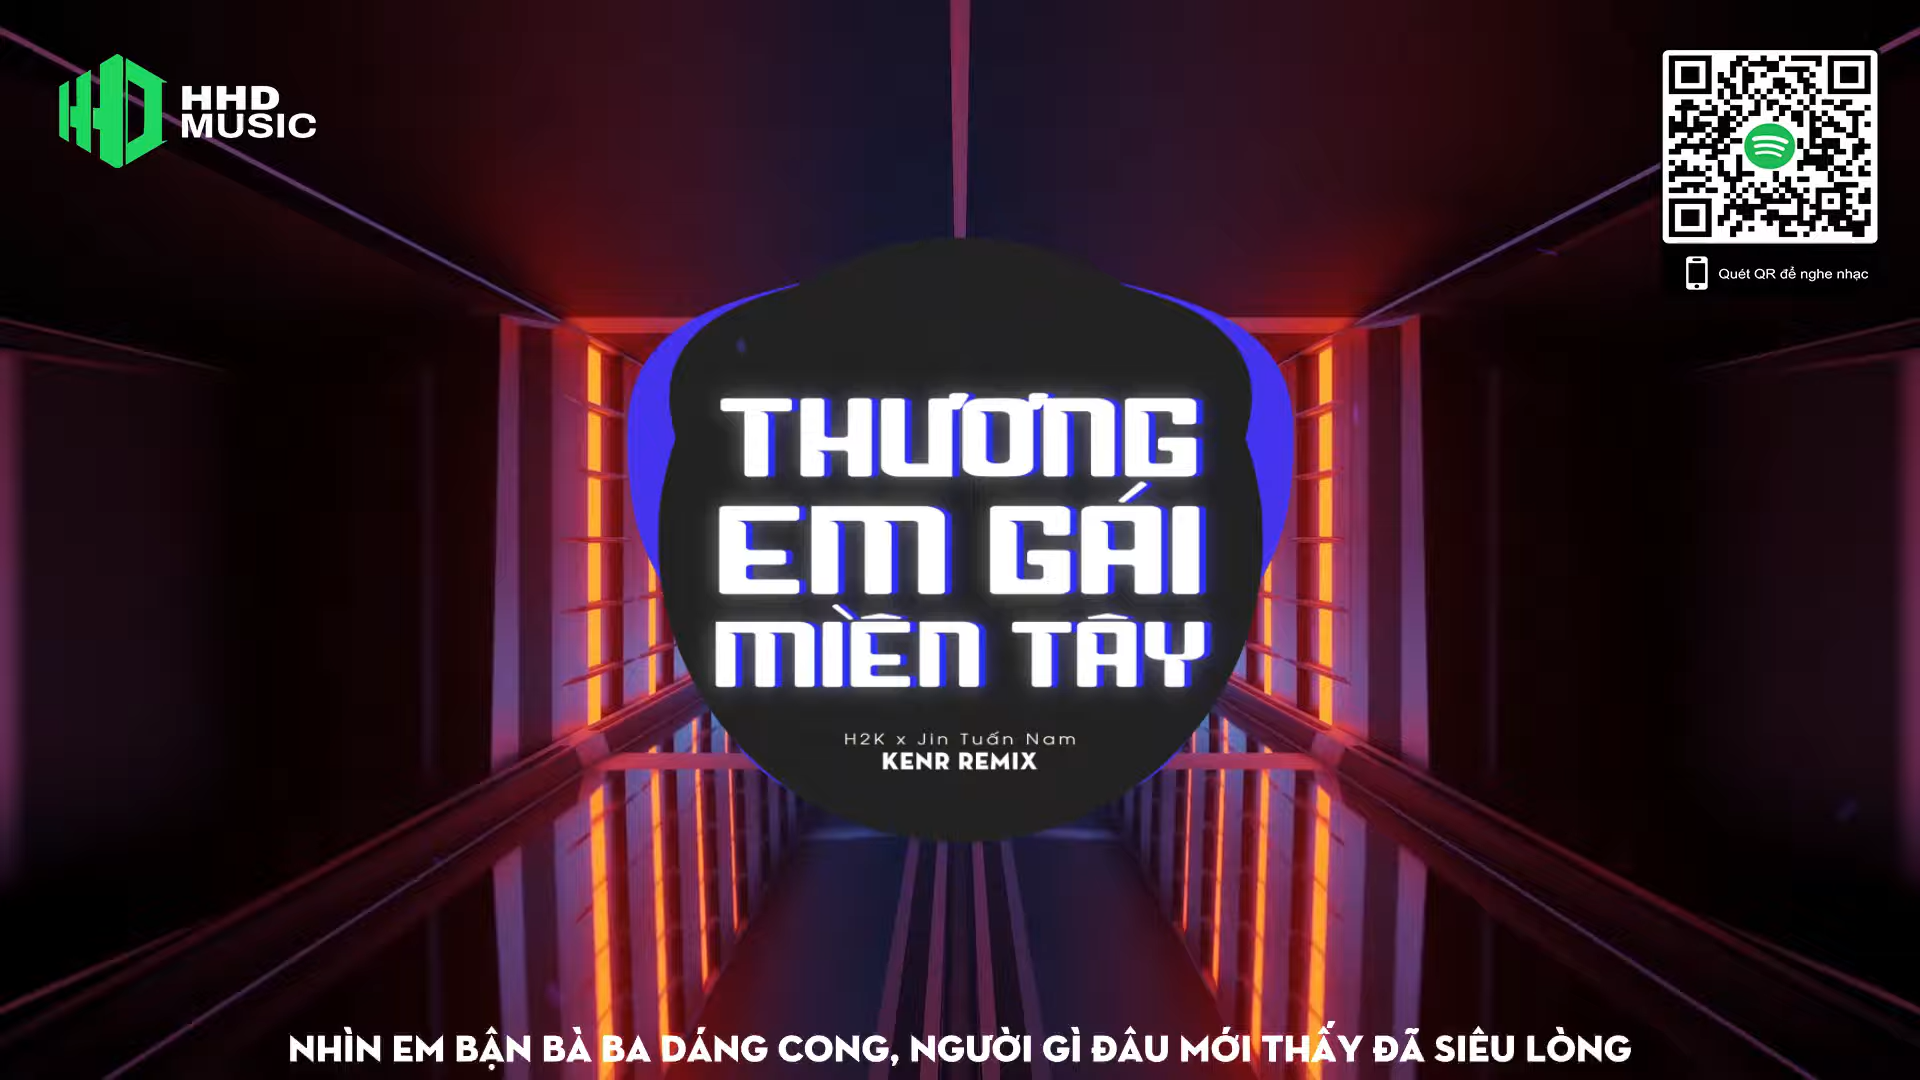 HHD
MUSIC
Quét QR để nghe nhạc
THƯƠNG
EM GÁI
MIỀN TÂY
H2K x Jin Tuấn Nam
KENR REMIX
NHÌN EM BẬN BÀ BA DÁNG CONG, NGƯỜI GÌ ĐÂU MỚI THẤY ĐÃ SIÊU LÒNG